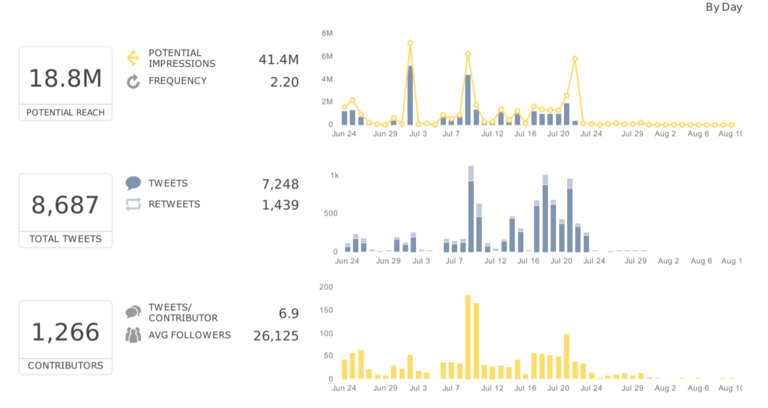 By Day
18.8M
POTENTIAL REACH
POTENTIAL
IMPRESSIONS
41.4M
FREQUENCY
2.20
8M
6M
4M
2M
0
Jun 24
Jun 29
Jul 3
Jul 7
Jul 12
Jul 16
Jul 20
Jul 24
Jul 29
Aug 2
Aug 6
Aug 10
8,687
TOTAL TWEETS
TWEETS
7,248
RETWEETS
1,439
1k
500
0
Jun 24
Jun 29
Jul 3
Jul 7
Jul 12
Jul 16
Jul 20
Jul 24
Jul 29
Aug 2
Aug 6
Aug 1
1,266
CONTRIBUTORS
TWEETS/
CONTRIBUTOR
6.9
AVG FOLLOWERS
26,125
200
150
100
50
0
Jun 24
Jun 29
Jul 3
Jul 7
Jul 12
Jul 16
Jul 20
Jul 24
Jul 29
Aug 2
Aug 6
Aug 10